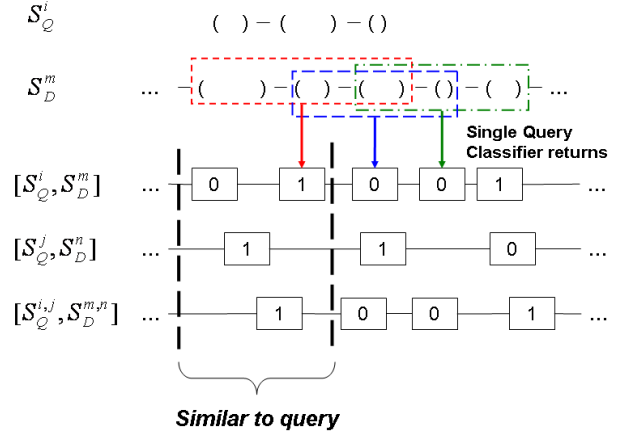 S_Q^i ( ) – ( ) – ( )
S_D^m ... – ( ) – ( ) – ( ) – ( ) – ( ) – ...
Single Query
Classifier returns
[S_Q^i, S_D^m] ... 0 1 0 0 1 ...
[S_Q^j, S_D^n] ... 1 1 0 ...
[S_Q^{i,j}, S_D^{m,n}] ... 1 0 0 1 ...
Similar to query